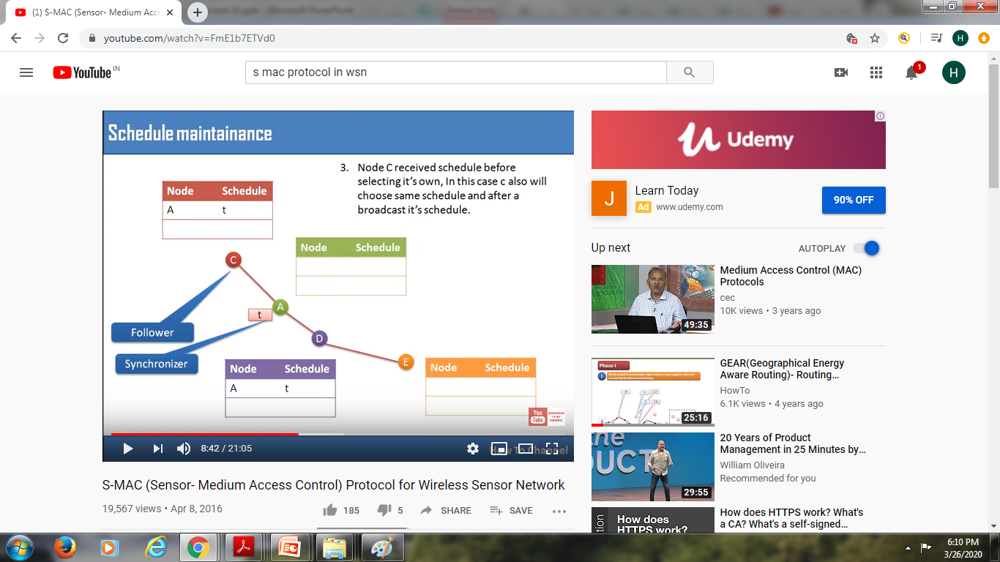 (1) S-MAC (Sensor- Medium Acce
youtube.com/watch?v=FmE1b7ETVd0
H
YouTube IN
s mac protocol in wsn
1
H
Schedule maintainance
3. Node C received schedule before
selecting it's own, In this case c also will
choose same schedule and after a
broadcast it's schedule.
Node Schedule
A t
Node Schedule
C
A
t
Follower
D
Synchronizer
E
Node Schedule
A t
Node Schedule
You Tube
8:42 / 21:05
HowTo Channel
S-MAC (Sensor- Medium Access Control) Protocol for Wireless Sensor Network
19,567 views • Apr 8, 2016
185
5
SHARE
SAVE
Udemy
J
Learn Today
Ad www.udemy.com
90% OFF
Up next
AUTOPLAY
Medium Access Control (MAC)
Protocols
cec
10K views • 3 years ago
49:35
Phase-I
GEAR(Geographical Energy
Aware Routing)- Routing...
HowTo
6.1K views • 4 years ago
25:16
20 Years of Product
Management in 25 Minutes by...
William Oliveira
Recommended for you
29:55
How does
HTTPS work?
How does HTTPS work? What's
a CA? What's a self-signed...
6:10 PM
3/26/2020